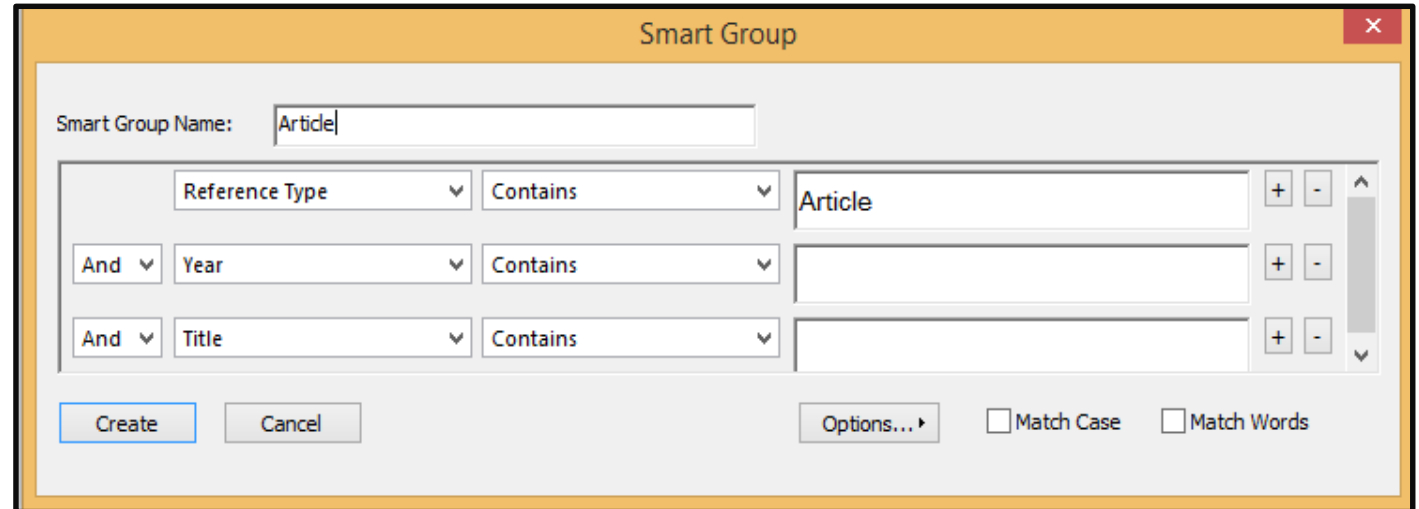 Smart Group
Smart Group Name: Article
Reference Type Contains Article + -
And Year Contains + -
And Title Contains + -
Create Cancel Options... Match Case Match Words